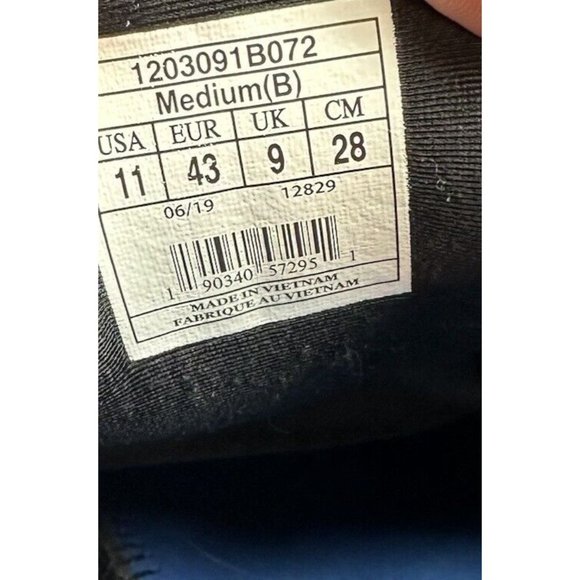 1203091B072
Medium(B)
USA EUR UK CM
11 43 9 28
06/19 12829
1 90340 57295 1
MADE IN VIETNAM
FABRIQUE AU VIETNAM